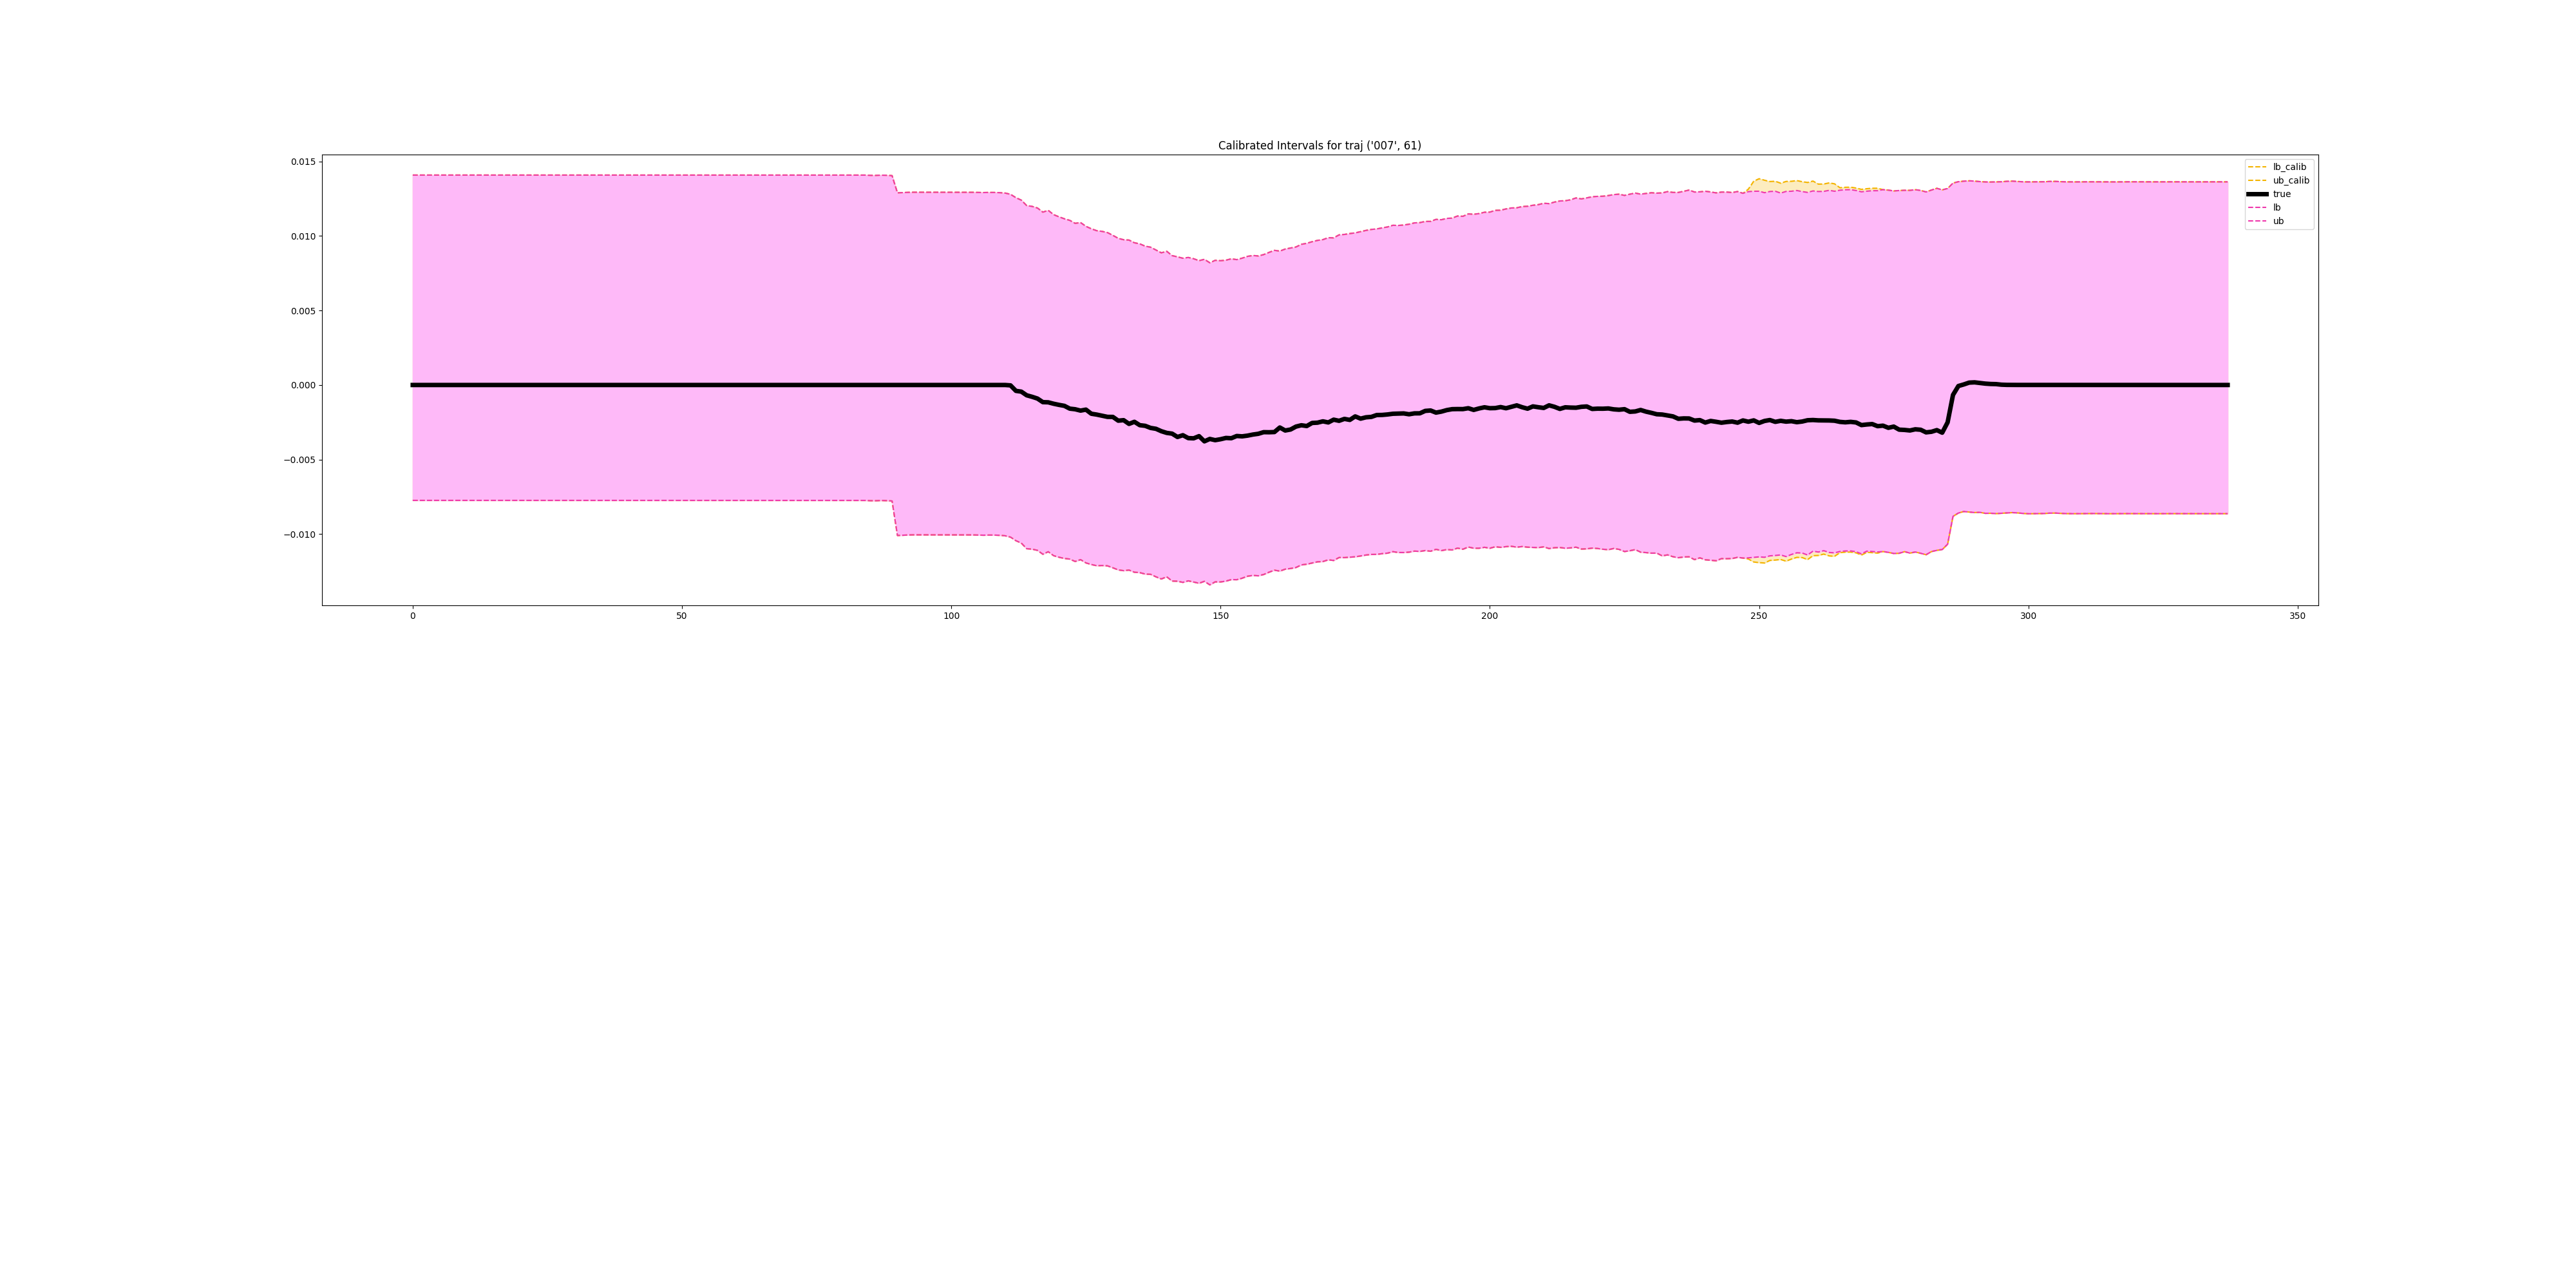 Calibrated Intervals for traj ('007', 61)
0.015
0.010
0.005
0.000
−0.005
−0.010
lb_calib
ub_calib
true
lb
ub
0 50 100 150 200 250 300 350